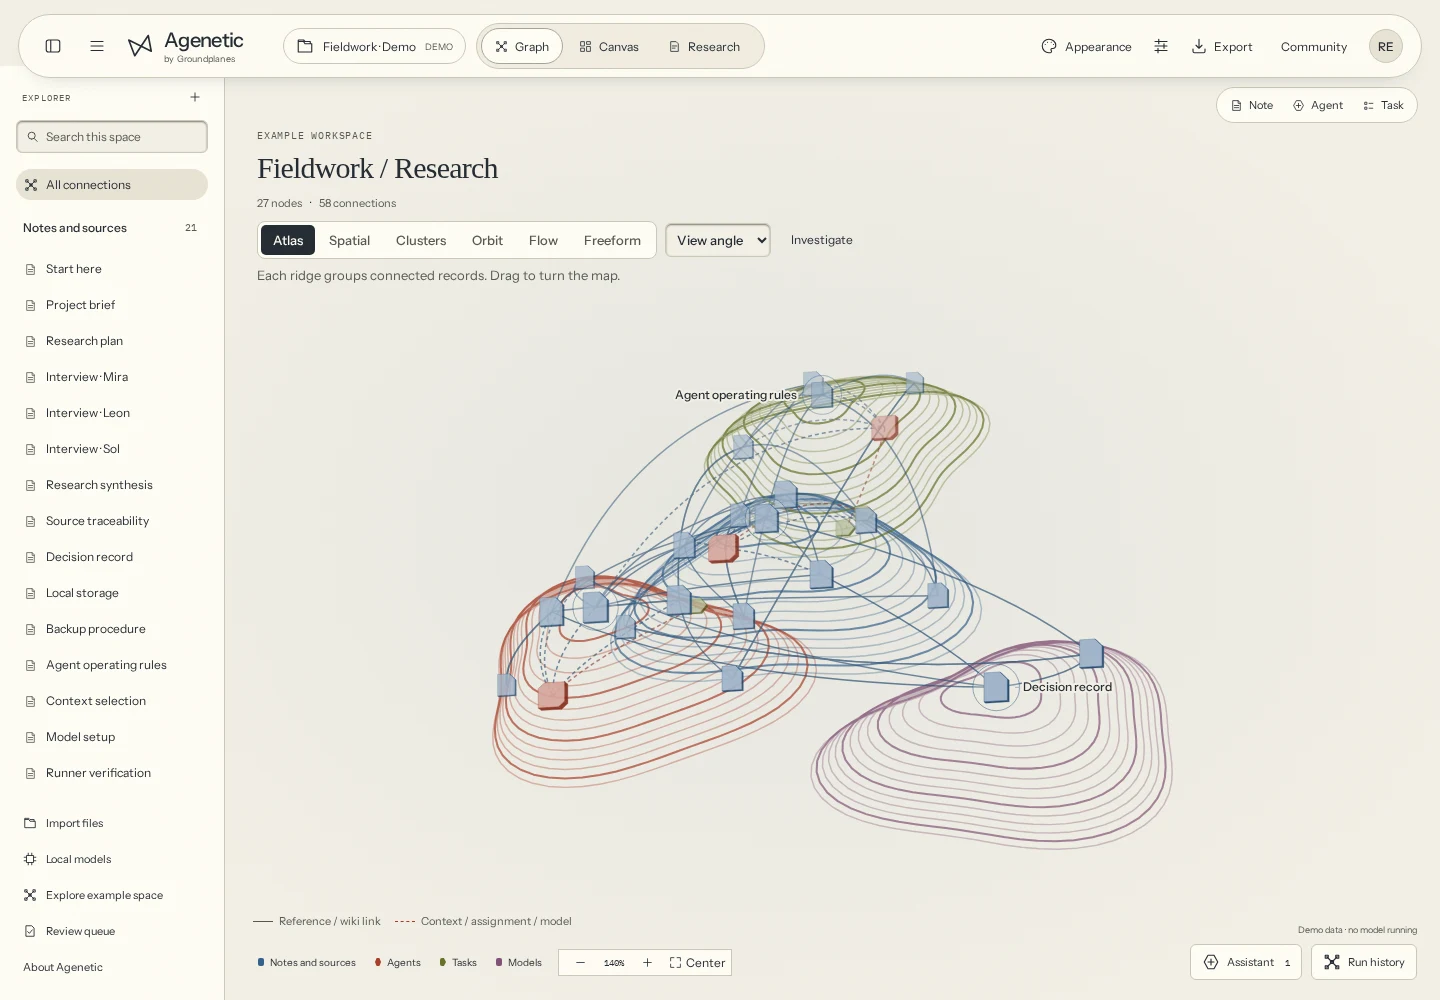 Agenetic
by Groundplanes
Fieldwork · Demo DEMO
Graph
Canvas
Research
Appearance
Export
Community
RE
EXPLORER
Search this space
All connections
Notes and sources 21
Start here
Project brief
Research plan
Interview · Mira
Interview · Leon
Interview · Sol
Research synthesis
Source traceability
Decision record
Local storage
Backup procedure
Agent operating rules
Context selection
Model setup
Runner verification
Import files
Local models
Explore example space
Review queue
About Agenetic
Note
Agent
Task
EXAMPLE WORKSPACE
Fieldwork / Research
27 nodes · 58 connections
Atlas
Spatial
Clusters
Orbit
Flow
Freeform
View angle
Investigate
Each ridge groups connected records. Drag to turn the map.
Agent operating rules
Decision record
Reference / wiki link
Context / assignment / model
Notes and sources
Agents
Tasks
Models
140%
Center
Demo data · no model running
Assistant 1
Run history